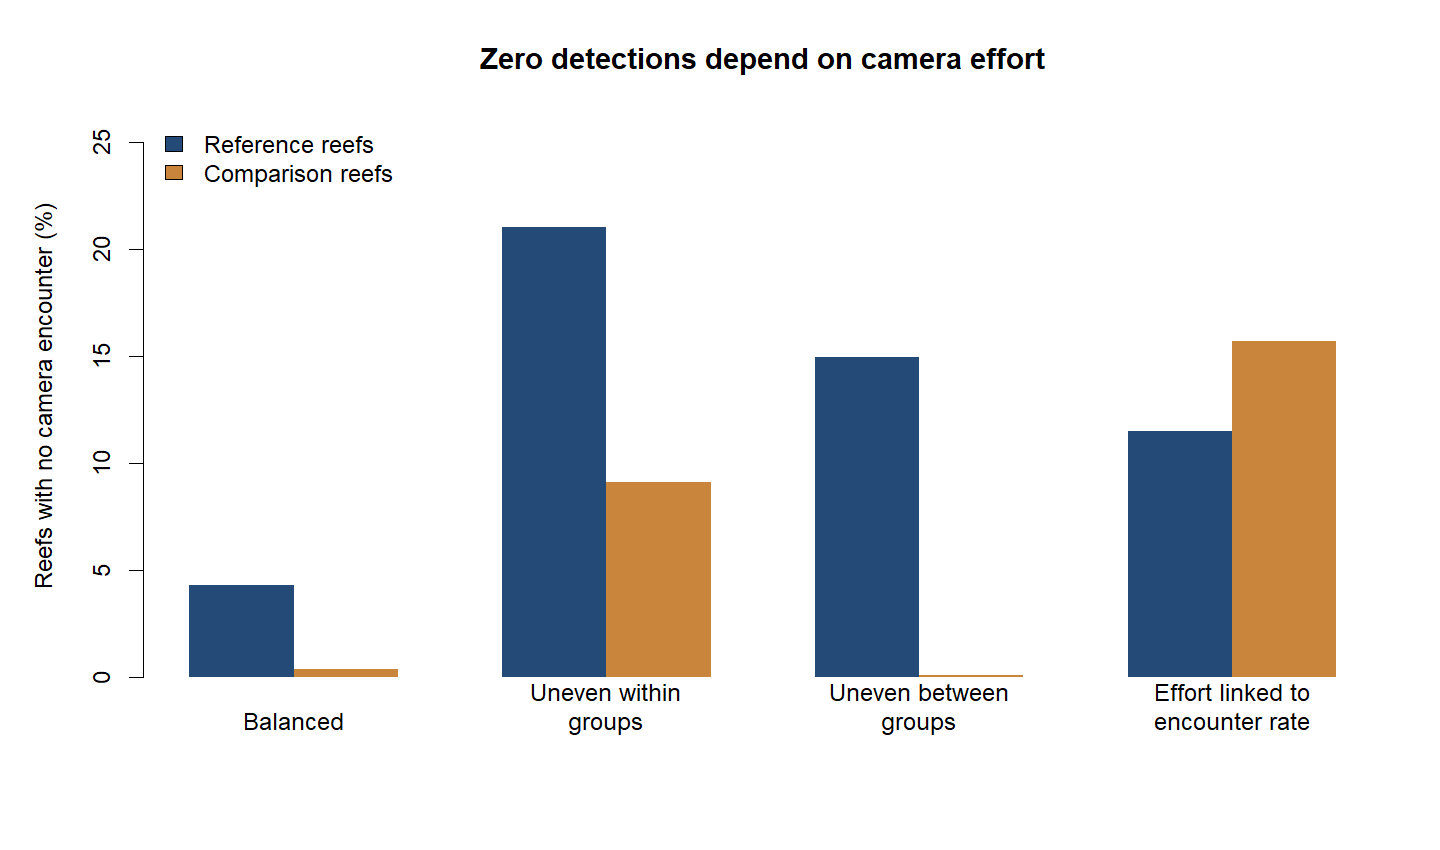 Zero detections depend on camera effort
Reference reefs
Comparison reefs
Reefs with no camera encounter (%)
25
20
15
10
5
0
Balanced
Uneven within
groups
Uneven between
groups
Effort linked to
encounter rate